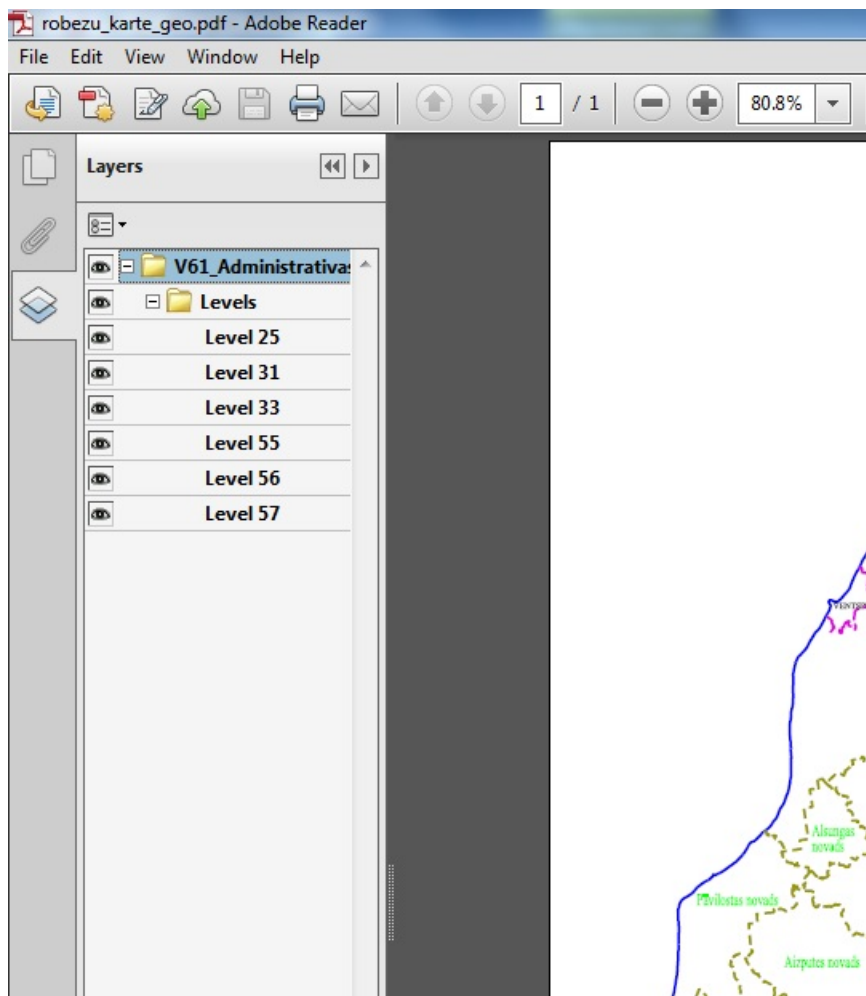 robezu_karte_geo.pdf - Adobe Reader
File Edit View Window Help
1 / 1 80.8%
Layers
V61_Administrativas
Levels
Level 25
Level 31
Level 33
Level 55
Level 56
Level 57
Alsungas
novads
Pāvilostas novads
Aizputes novads